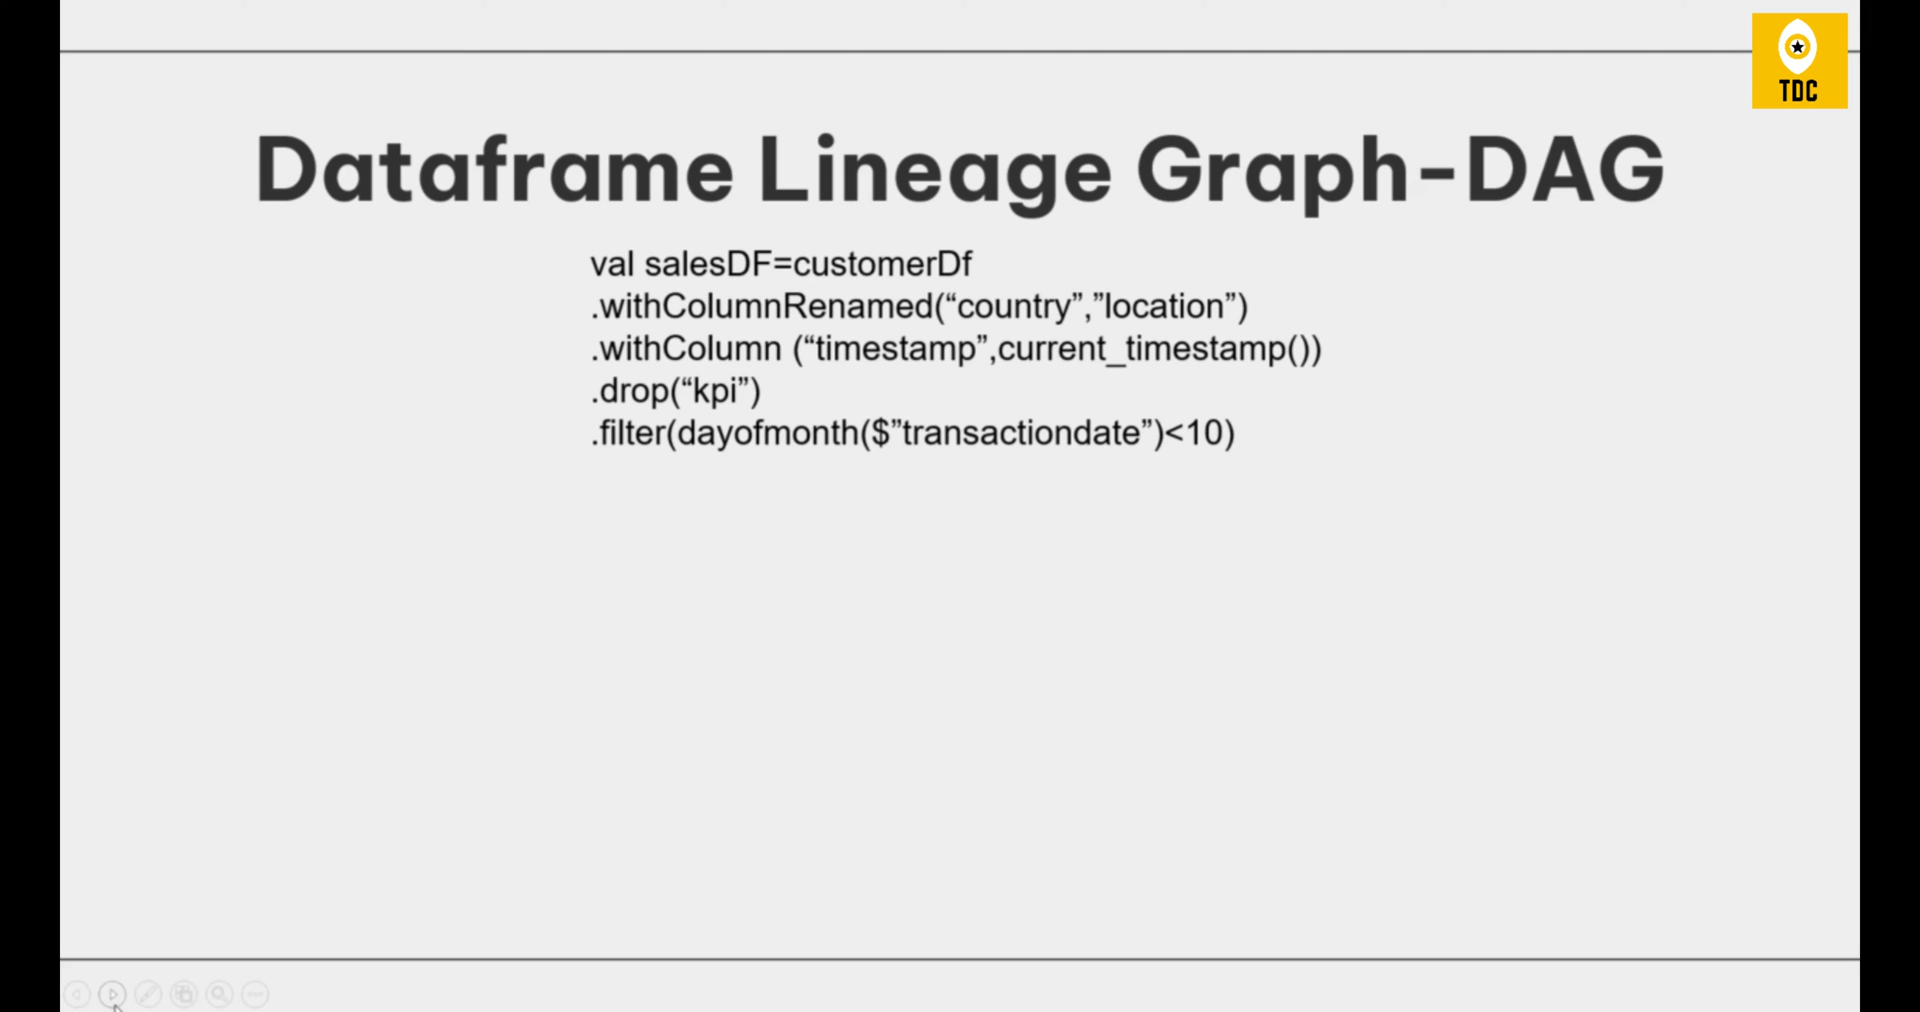 TDC
Dataframe Lineage Graph-DAG
val salesDF=customerDf
.withColumnRenamed(“country”,”location”)
.withColumn (“timestamp”,current_timestamp())
.drop(“kpi”)
.filter(dayofmonth($”transactiondate”)<10)